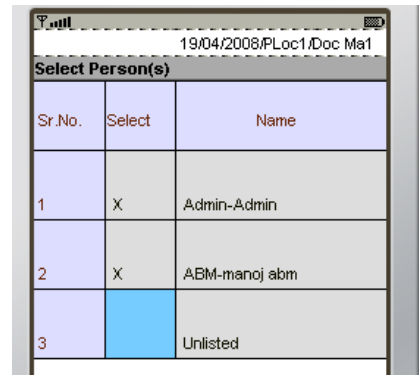 19/04/2008/PLoc1/Doc Ma1
Select Person(s)
Sr.No. Select Name
1 X Admin-Admin
2 X ABM-manoj abm
3 Unlisted